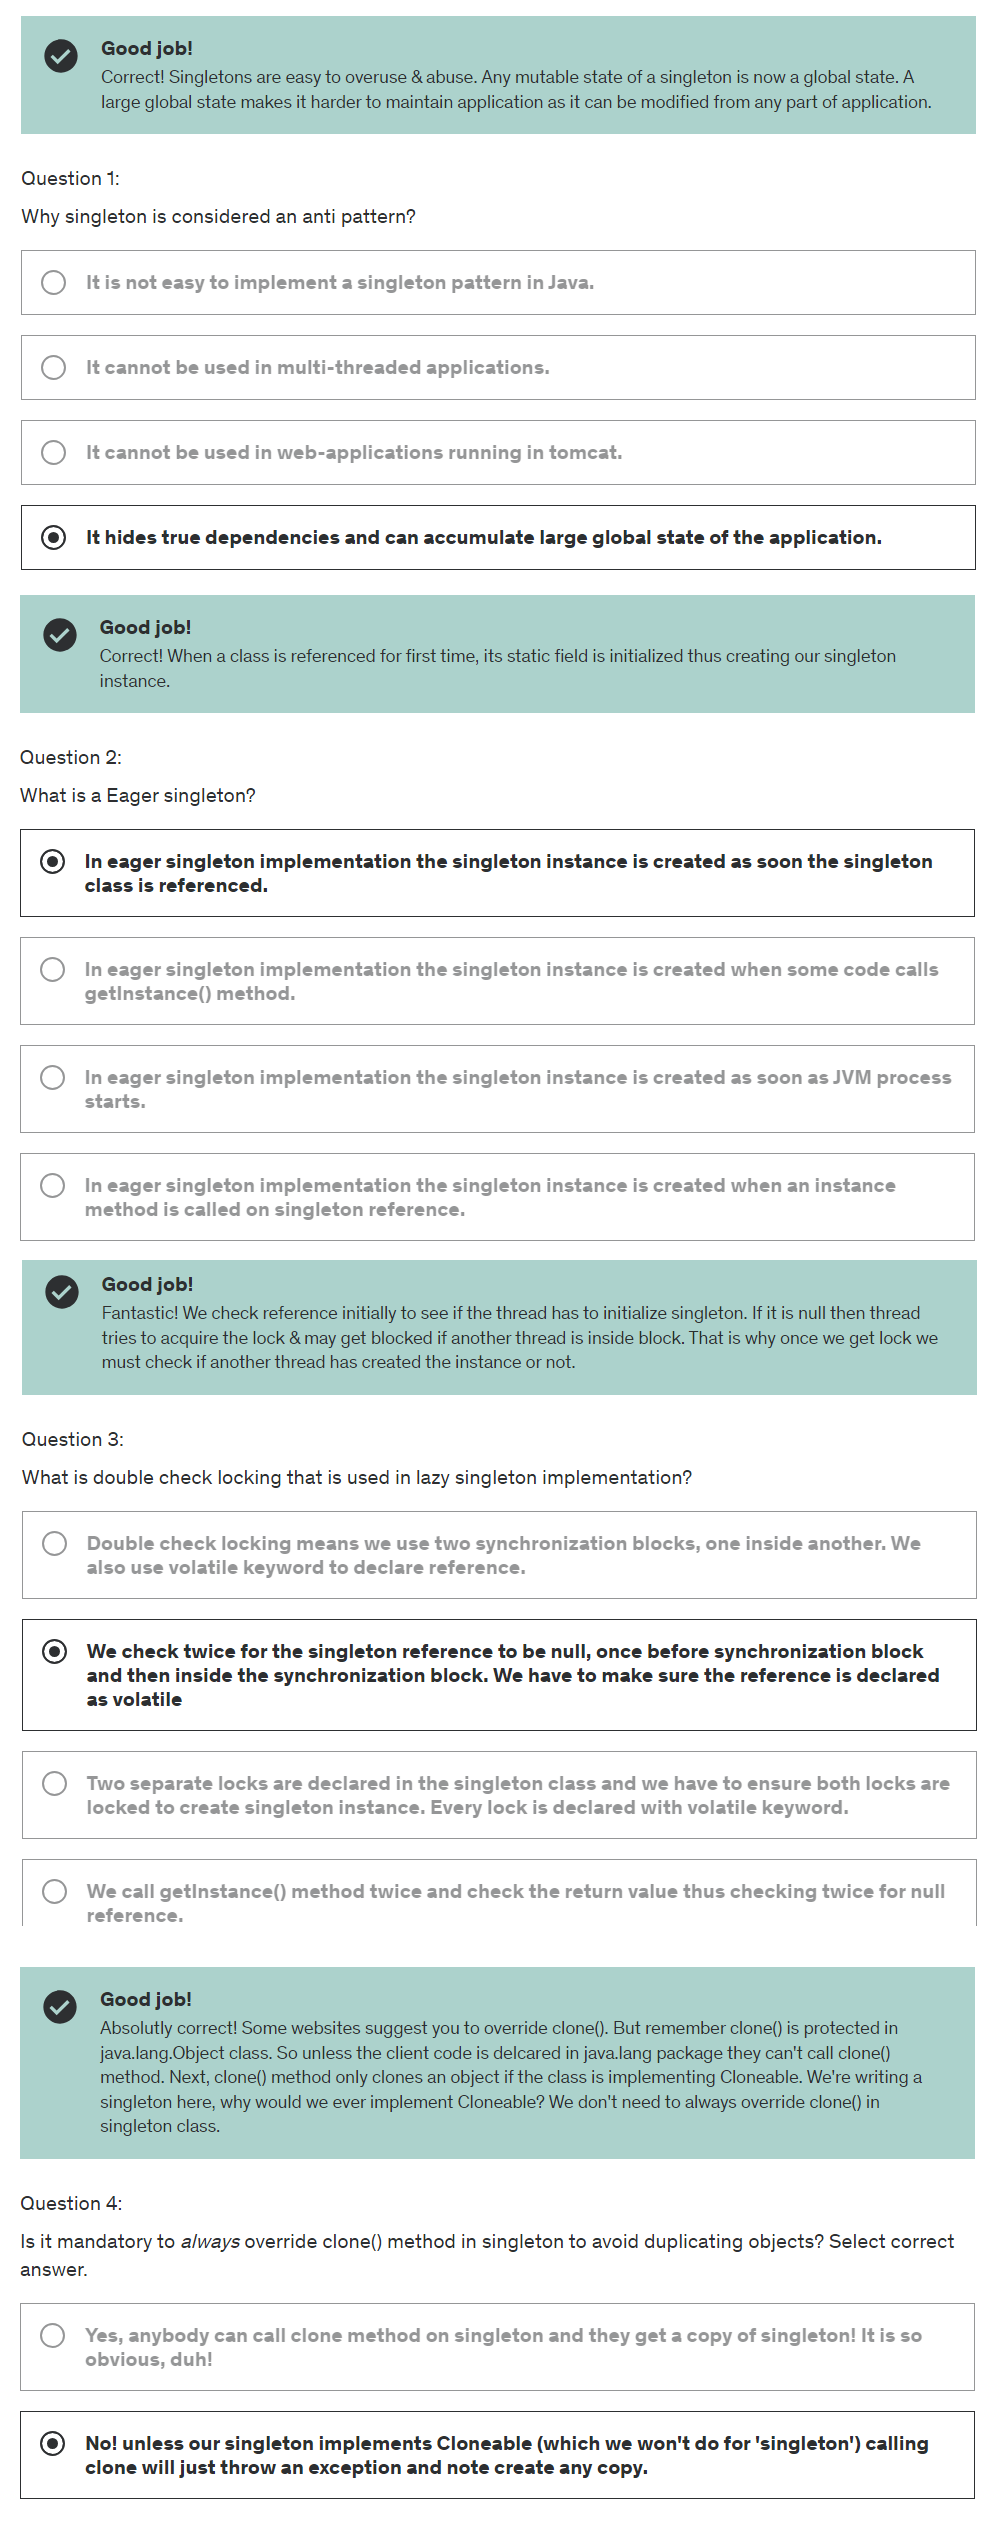 Good job!
Correct! Singletons are easy to overuse & abuse. Any mutable state of a singleton is now a global state. A
large global state makes it harder to maintain application as it can be modified from any part of application.
Question 1:
Why singleton is considered an anti pattern?
It is not easy to implement a singleton pattern in Java.
It cannot be used in multi-threaded applications.
It cannot be used in web-applications running in tomcat.
It hides true dependencies and can accumulate large global state of the application.
Good job!
Correct! When a class is referenced for first time, its static field is initialized thus creating our singleton
instance.
Question 2:
What is a Eager singleton?
In eager singleton implementation the singleton instance is created as soon the singleton
class is referenced.
In eager singleton implementation the singleton instance is created when some code calls
getInstance() method.
In eager singleton implementation the singleton instance is created as soon as JVM process
starts.
In eager singleton implementation the singleton instance is created when an instance
method is called on singleton reference.
Good job!
Fantastic! We check reference initially to see if the thread has to initialize singleton. If it is null then thread
tries to acquire the lock & may get blocked if another thread is inside block. That is why once we get lock we
must check if another thread has created the instance or not.
Question 3:
What is double check locking that is used in lazy singleton implementation?
Double check locking means we use two synchronization blocks, one inside another. We
also use volatile keyword to declare reference.
We check twice for the singleton reference to be null, once before synchronization block
and then inside the synchronization block. We have to make sure the reference is declared
as volatile
Two separate locks are declared in the singleton class and we have to ensure both locks are
locked to create singleton instance. Every lock is declared with volatile keyword.
We call getInstance() method twice and check the return value thus checking twice for null
reference.
Good job!
Absolutly correct! Some websites suggest you to override clone(). But remember clone() is protected in
java.lang.Object class. So unless the client code is delcared in java.lang package they can't call clone()
method. Next, clone() method only clones an object if the class is implementing Cloneable. We're writing a
singleton here, why would we ever implement Cloneable? We don't need to always override clone() in
singleton class.
Question 4:
Is it mandatory to always override clone() method in singleton to avoid duplicating objects? Select correct
answer.
Yes, anybody can call clone method on singleton and they get a copy of singleton! It is so
obvious, duh!
No! unless our singleton implements Cloneable (which we won't do for 'singleton') calling
clone will just throw an exception and note create any copy.